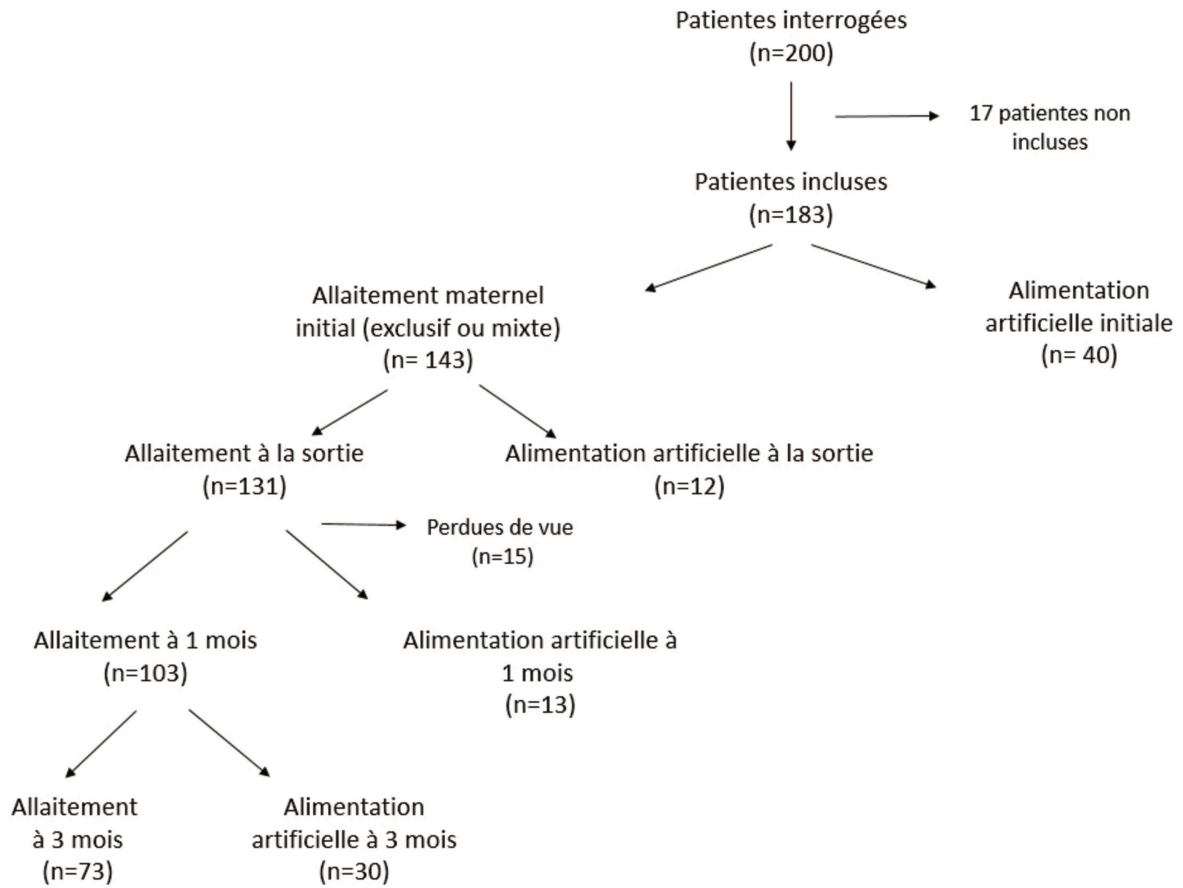 Patientes interrogées
(n=200)
17 patientes non
incluses
Patientes incluses
(n=183)
Allaitement maternel
initial (exclusif ou mixte)
(n= 143)
Alimentation
artificielle initiale
(n= 40)
Allaitement à la sortie
(n=131)
Alimentation artificielle à la sortie
(n=12)
Perdues de vue
(n=15)
Allaitement à 1 mois
(n=103)
Alimentation artificielle à
1 mois
(n=13)
Allaitement
à 3 mois
(n=73)
Alimentation
artificielle à 3 mois
(n=30)